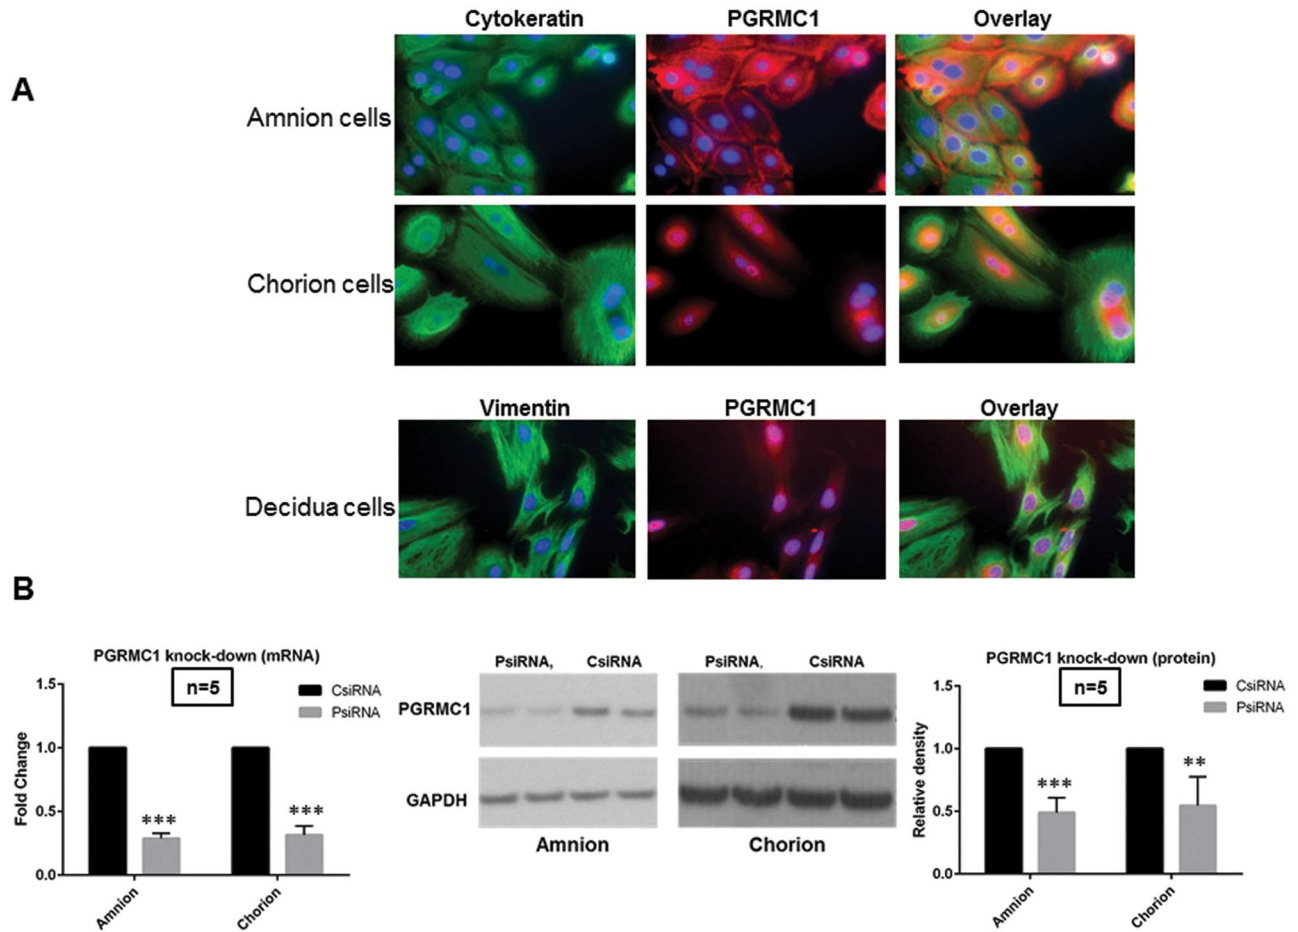 Cytokeratin PGRMC1 Overlay
A
Amnion cells
Chorion cells
Vimentin PGRMC1 Overlay
Decidua cells
B
PGRMC1 knock-down (mRNA)
n=5
CsiRNA
PsiRNA
Fold Change
1.5
1.0
0.5
0.0
***
***
Amnion
Chorion
PsiRNA, CsiRNA PsiRNA. CsiRNA
PGRMC1
GAPDH
Amnion Chorion
PGRMC1 knock-down (protein)
n=5
CsiRNA
PsiRNA
Relative density
1.5
1.0
0.5
0.0
***
**
Amnion
Chorion